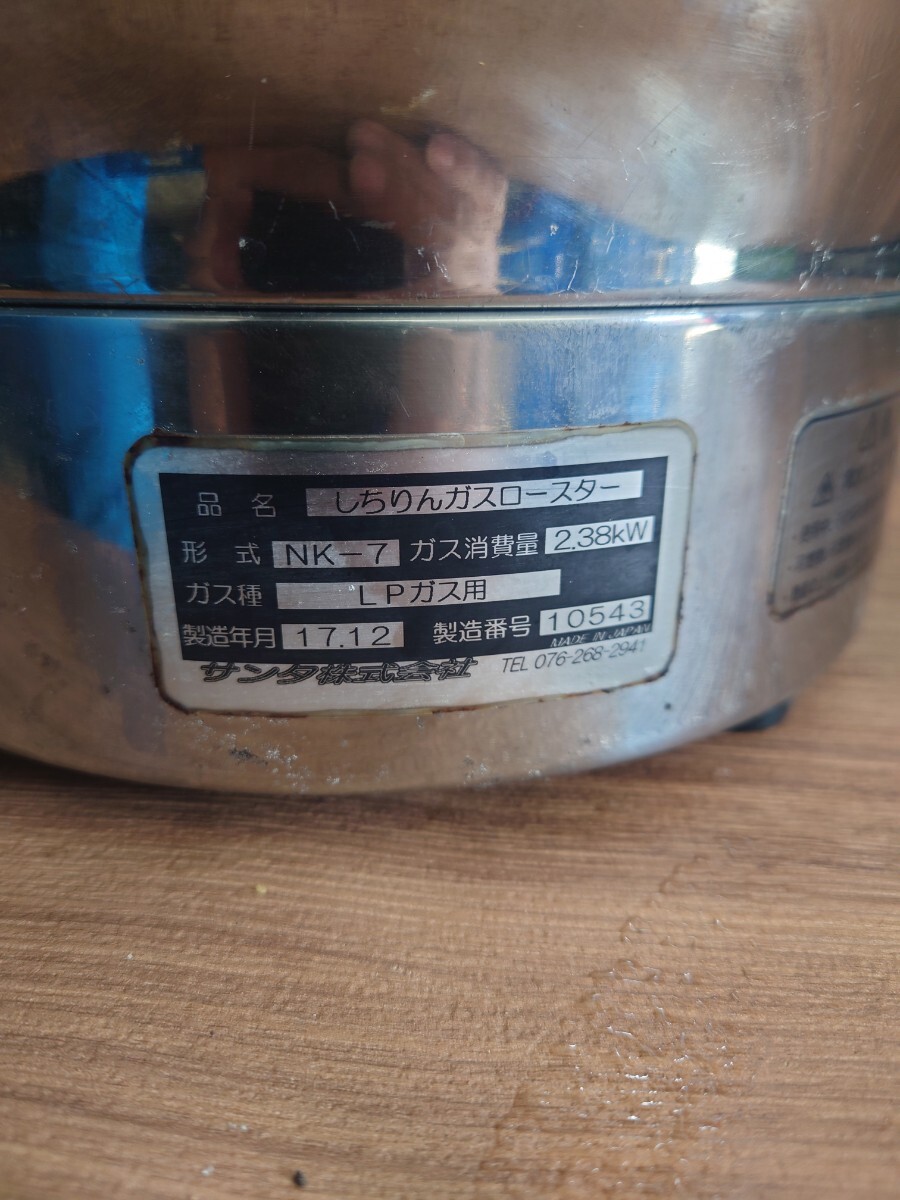 品名 しちりんガスロースター
形式 NK-7 ガス消費量 2.38kW
ガス種 LPガス用
製造年月 17.12 製造番号 10543
MADE IN JAPAN
サンタ株式会社 TEL 076-268-2941